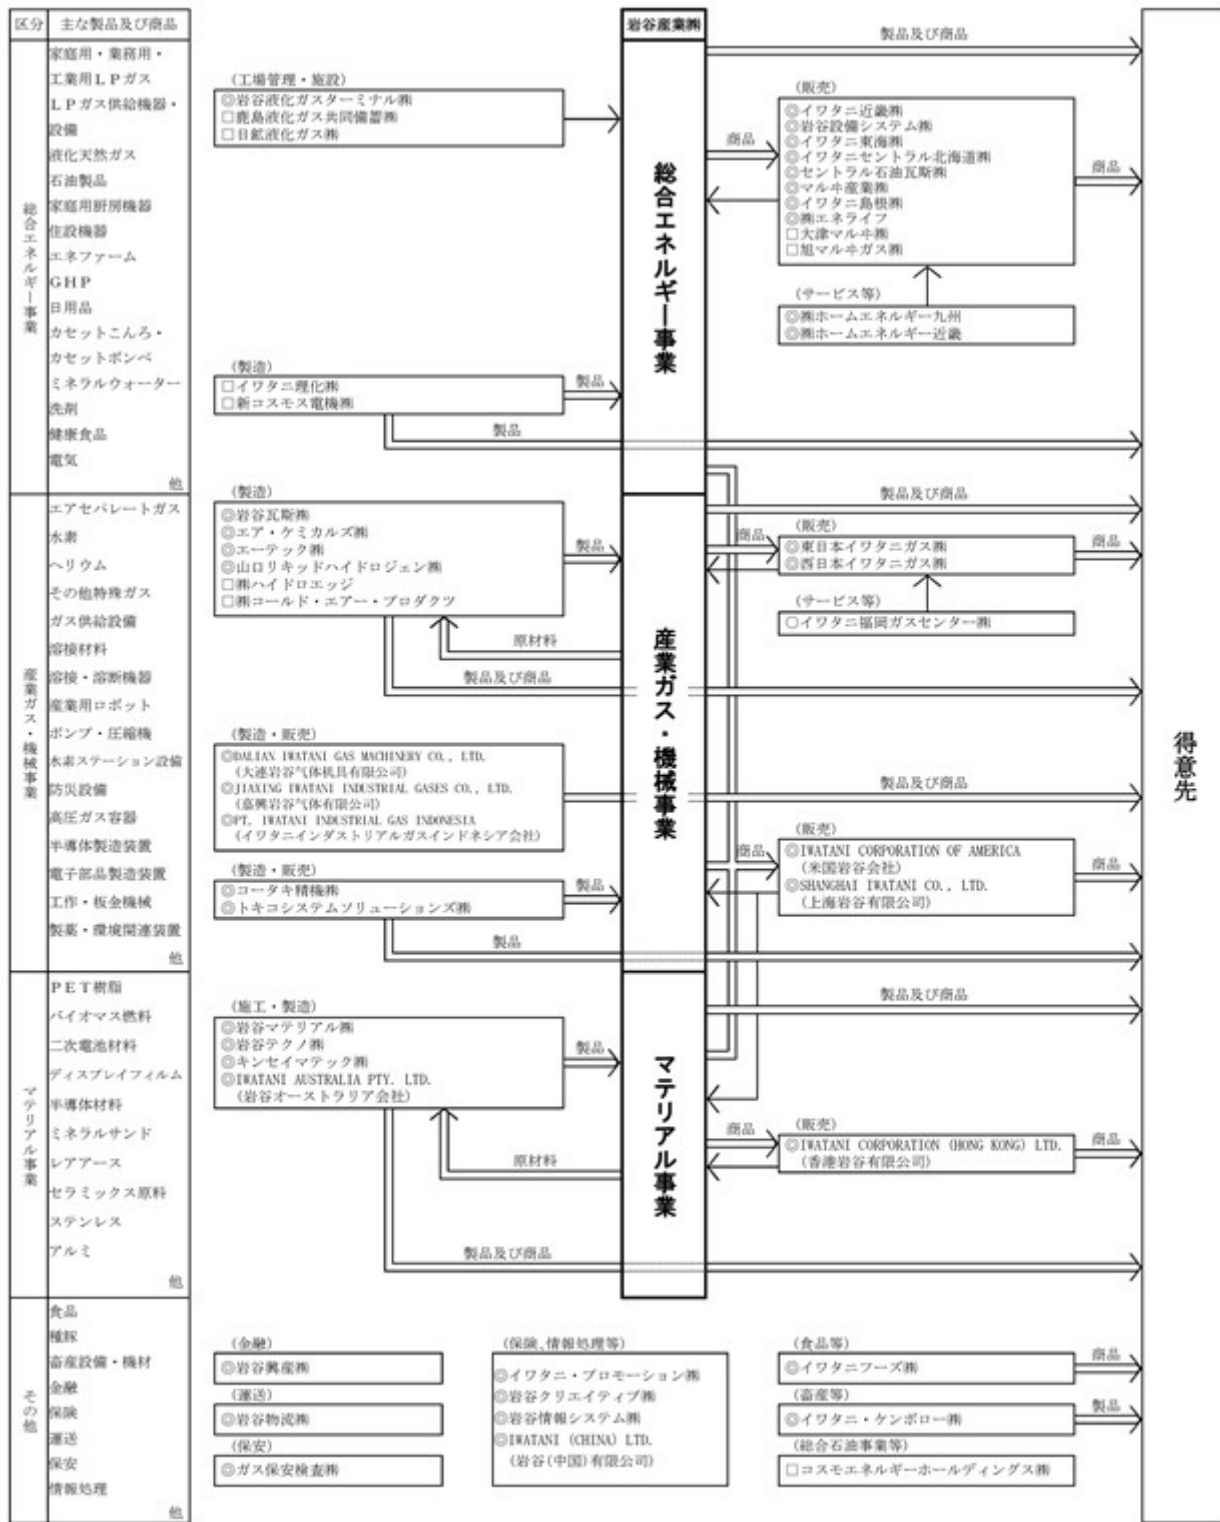 区分
主な製品及び商品
岩谷産業㈱
得意先
総合エネルギー事業
家庭用・業務用・
工業用LPガス
LPガス供給機器・
設備
液化天然ガス
石油製品
家庭用厨房機器
住設機器
エネファーム
GHP
日用品
カセットこんろ・
カセットボンベ
ミネラルウォーター
洗剤
健康食品
電気
他
総合エネルギー事業
製品及び商品
(工場管理・施設)
◎岩谷液化ガスターミナル㈱
□鹿島液化ガス共同備蓄㈱
□日鉱液化ガス㈱
(販売)
商品
◎イワタニ近畿㈱
◎岩谷設備システム㈱
◎イワタニ東海㈱
◎イワタニセントラル北海道㈱
◎セントラル石油瓦斯㈱
◎マルヰ産業㈱
◎イワタニ島根㈱
◎㈱エネライフ
□大津マルヰ㈱
□旭マルヰガス㈱
商品
(サービス等)
◎㈱ホームエネルギー九州
◎㈱ホームエネルギー近畿
(製造)
□イワタニ理化㈱
□新コスモス電機㈱
製品
製品
産業ガス・機械事業
エアセパレートガス
水素
ヘリウム
その他特殊ガス
ガス供給設備
溶接材料
溶接・溶断機器
産業用ロボット
ポンプ・圧縮機
水素ステーション設備
防災設備
高圧ガス容器
半導体製造装置
電子部品製造装置
工作・板金機械
製薬・環境関連装置
他
産業ガス・機械事業
(製造)
◎岩谷瓦斯㈱
◎エア・ケミカルズ㈱
◎エーテック㈱
◎山口リキッドハイドロジェン㈱
□㈱ハイドロエッジ
□㈱コールド・エアー・プロダクツ
製品
原材料
製品及び商品
製品及び商品
(販売)
商品
◎東日本イワタニガス㈱
◎西日本イワタニガス㈱
商品
(サービス等)
○イワタニ福岡ガスセンター㈱
(製造・販売)
◎DALIAN IWATANI GAS MACHINERY CO., LTD.
(大連岩谷气体机具有限公司)
◎JIAXING IWATANI INDUSTRIAL GASES CO., LTD.
(嘉興岩谷气体有限公司)
◎PT. IWATANI INDUSTRIAL GAS INDONESIA
(イワタニインダストリアルガスインドネシア会社)
製品及び商品
(販売)
商品
◎IWATANI CORPORATION OF AMERICA
(米国岩谷会社)
◎SHANGHAI IWATANI CO., LTD.
(上海岩谷有限公司)
商品
(製造・販売)
◎コータキ精機㈱
◎トキコシステムソリューションズ㈱
製品
製品
マテリアル事業
PET樹脂
バイオマス燃料
二次電池材料
ディスプレイフィルム
半導体材料
ミネラルサンド
レアアース
セラミックス原料
ステンレス
アルミ
他
マテリアル事業
製品及び商品
(施工・製造)
◎岩谷マテリアル㈱
◎岩谷テクノ㈱
◎キンセイマテック㈱
◎IWATANI AUSTRALIA PTY. LTD.
(岩谷オーストラリア会社)
製品
原材料
製品及び商品
(販売)
商品
◎IWATANI CORPORATION (HONG KONG) LTD.
(香港岩谷有限公司)
商品
その他
食品
種豚
畜産設備・機材
金融
保険
運送
保安
情報処理
他
(金融)
◎岩谷興産㈱
(運送)
◎岩谷物流㈱
(保安)
◎ガス保安検査㈱
(保険、情報処理等)
◎イワタニ・プロモーション㈱
◎岩谷クリエイティブ㈱
◎岩谷情報システム㈱
◎IWATANI (CHINA) LTD.
(岩谷(中国)有限公司)
(食品等)
◎イワタニフーズ㈱
商品
(畜産等)
◎イワタニ・ケンボロー㈱
製品
(総合石油事業等)
□コスモエネルギーホールディングス㈱